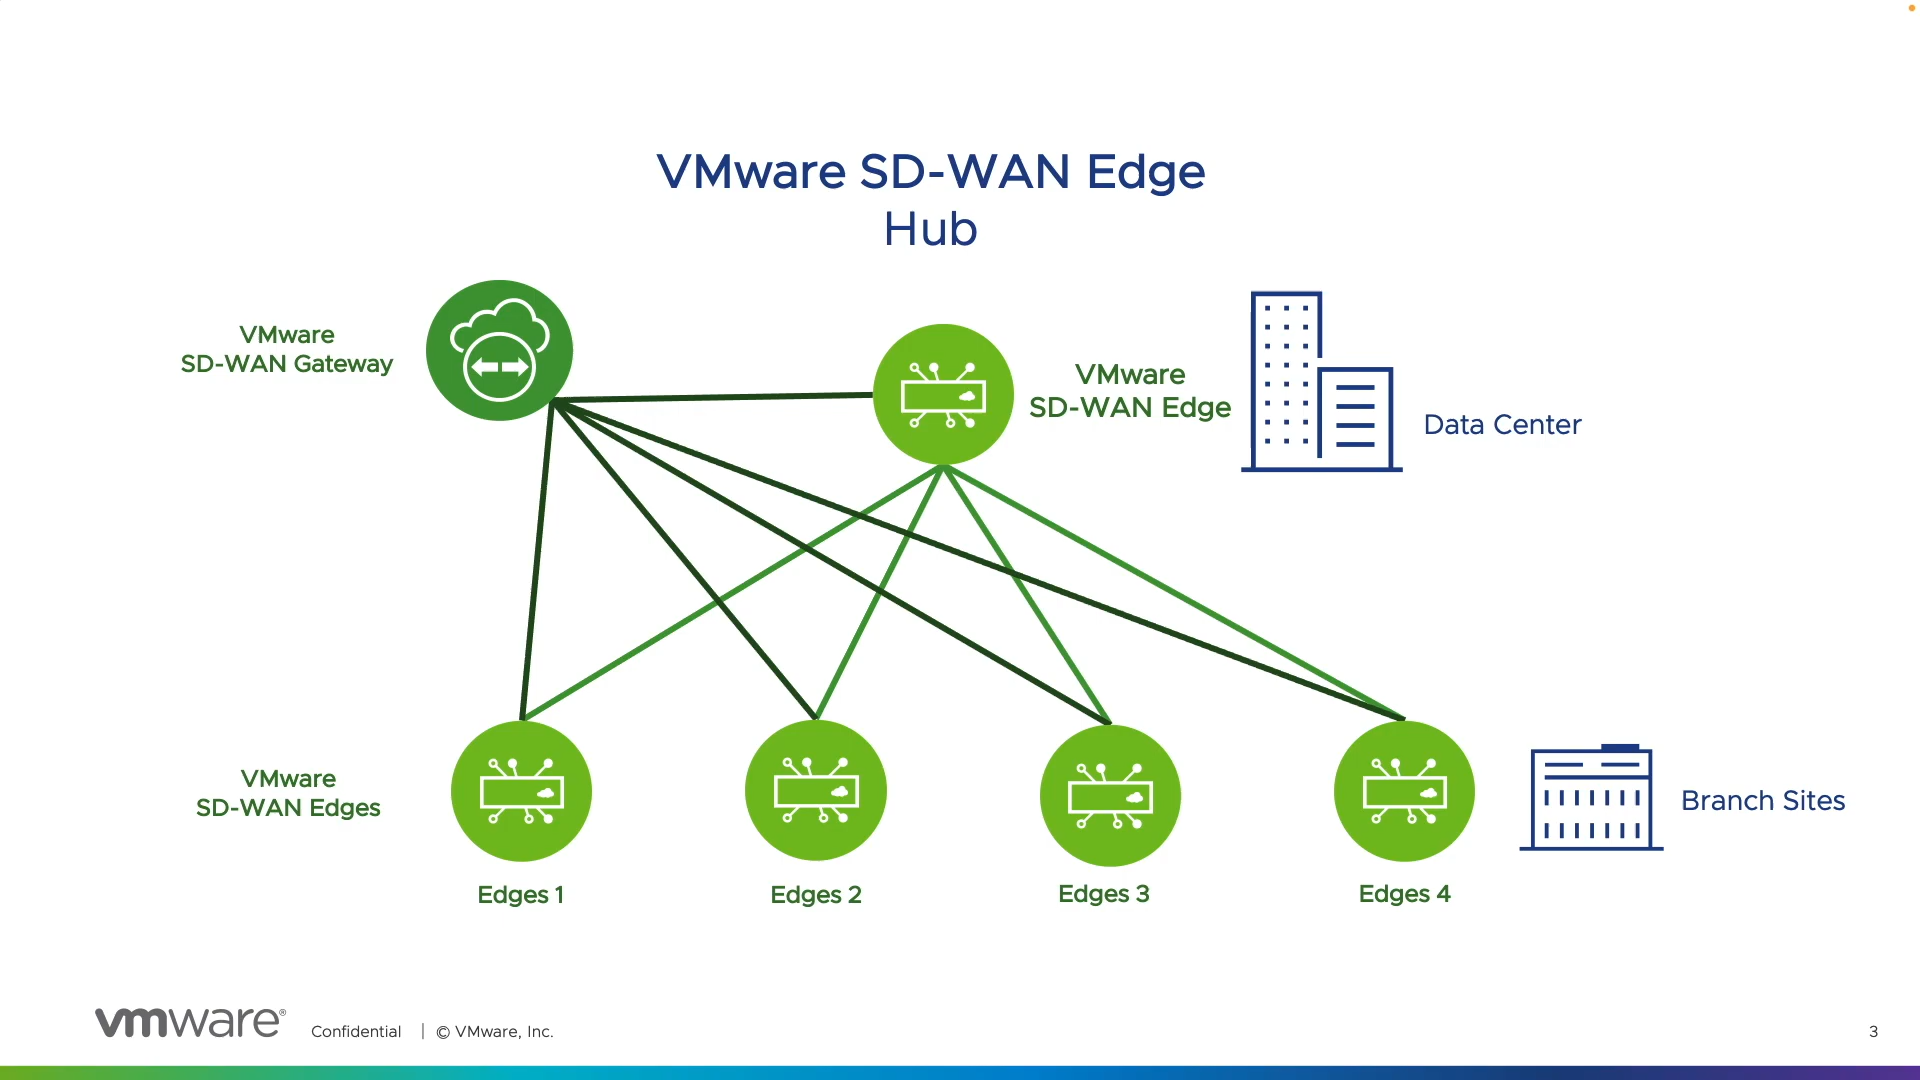 VMware SD-WAN Edge
Hub
VMware
SD-WAN Gateway
VMware
SD-WAN Edge
Data Center
VMware
SD-WAN Edges
Branch Sites
Edges 1
Edges 2
Edges 3
Edges 4
vmware®
Confidential | © VMware, Inc.
3